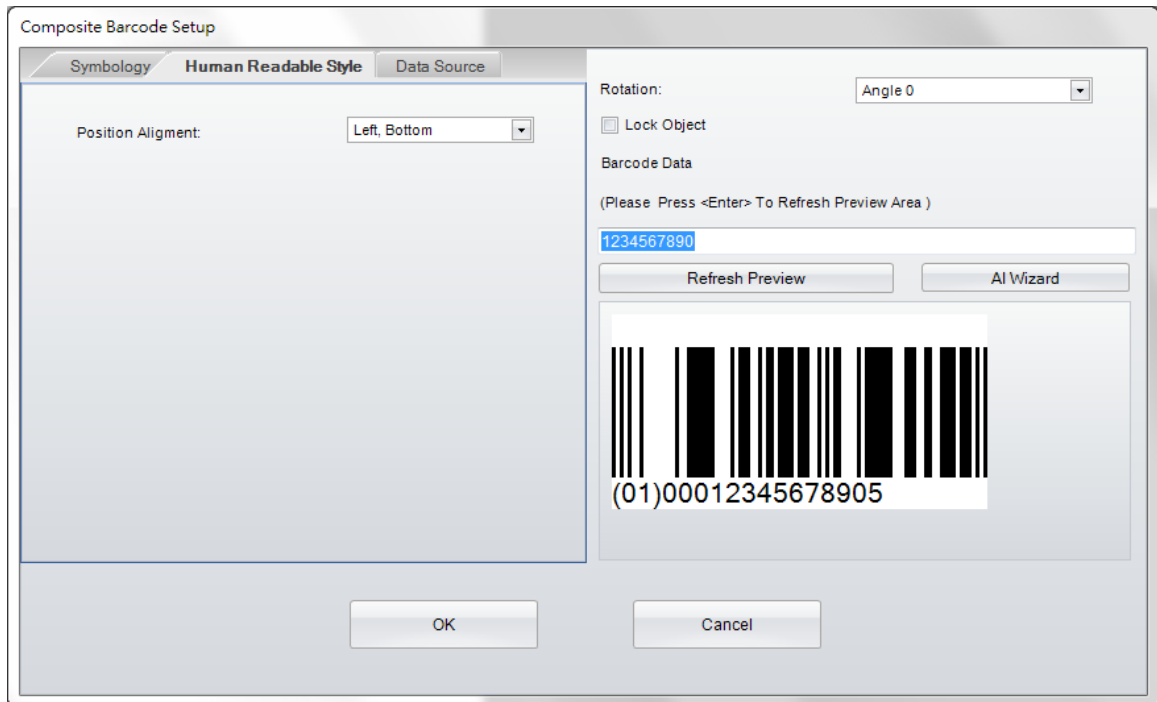 Composite Barcode Setup
Symbology Human Readable Style Data Source
Position Aligment: Left, Bottom
Rotation: Angle 0
Lock Object
Barcode Data
(Please Press <Enter> To Refresh Preview Area )
1234567890
Refresh Preview AI Wizard
(01)00012345678905
OK Cancel